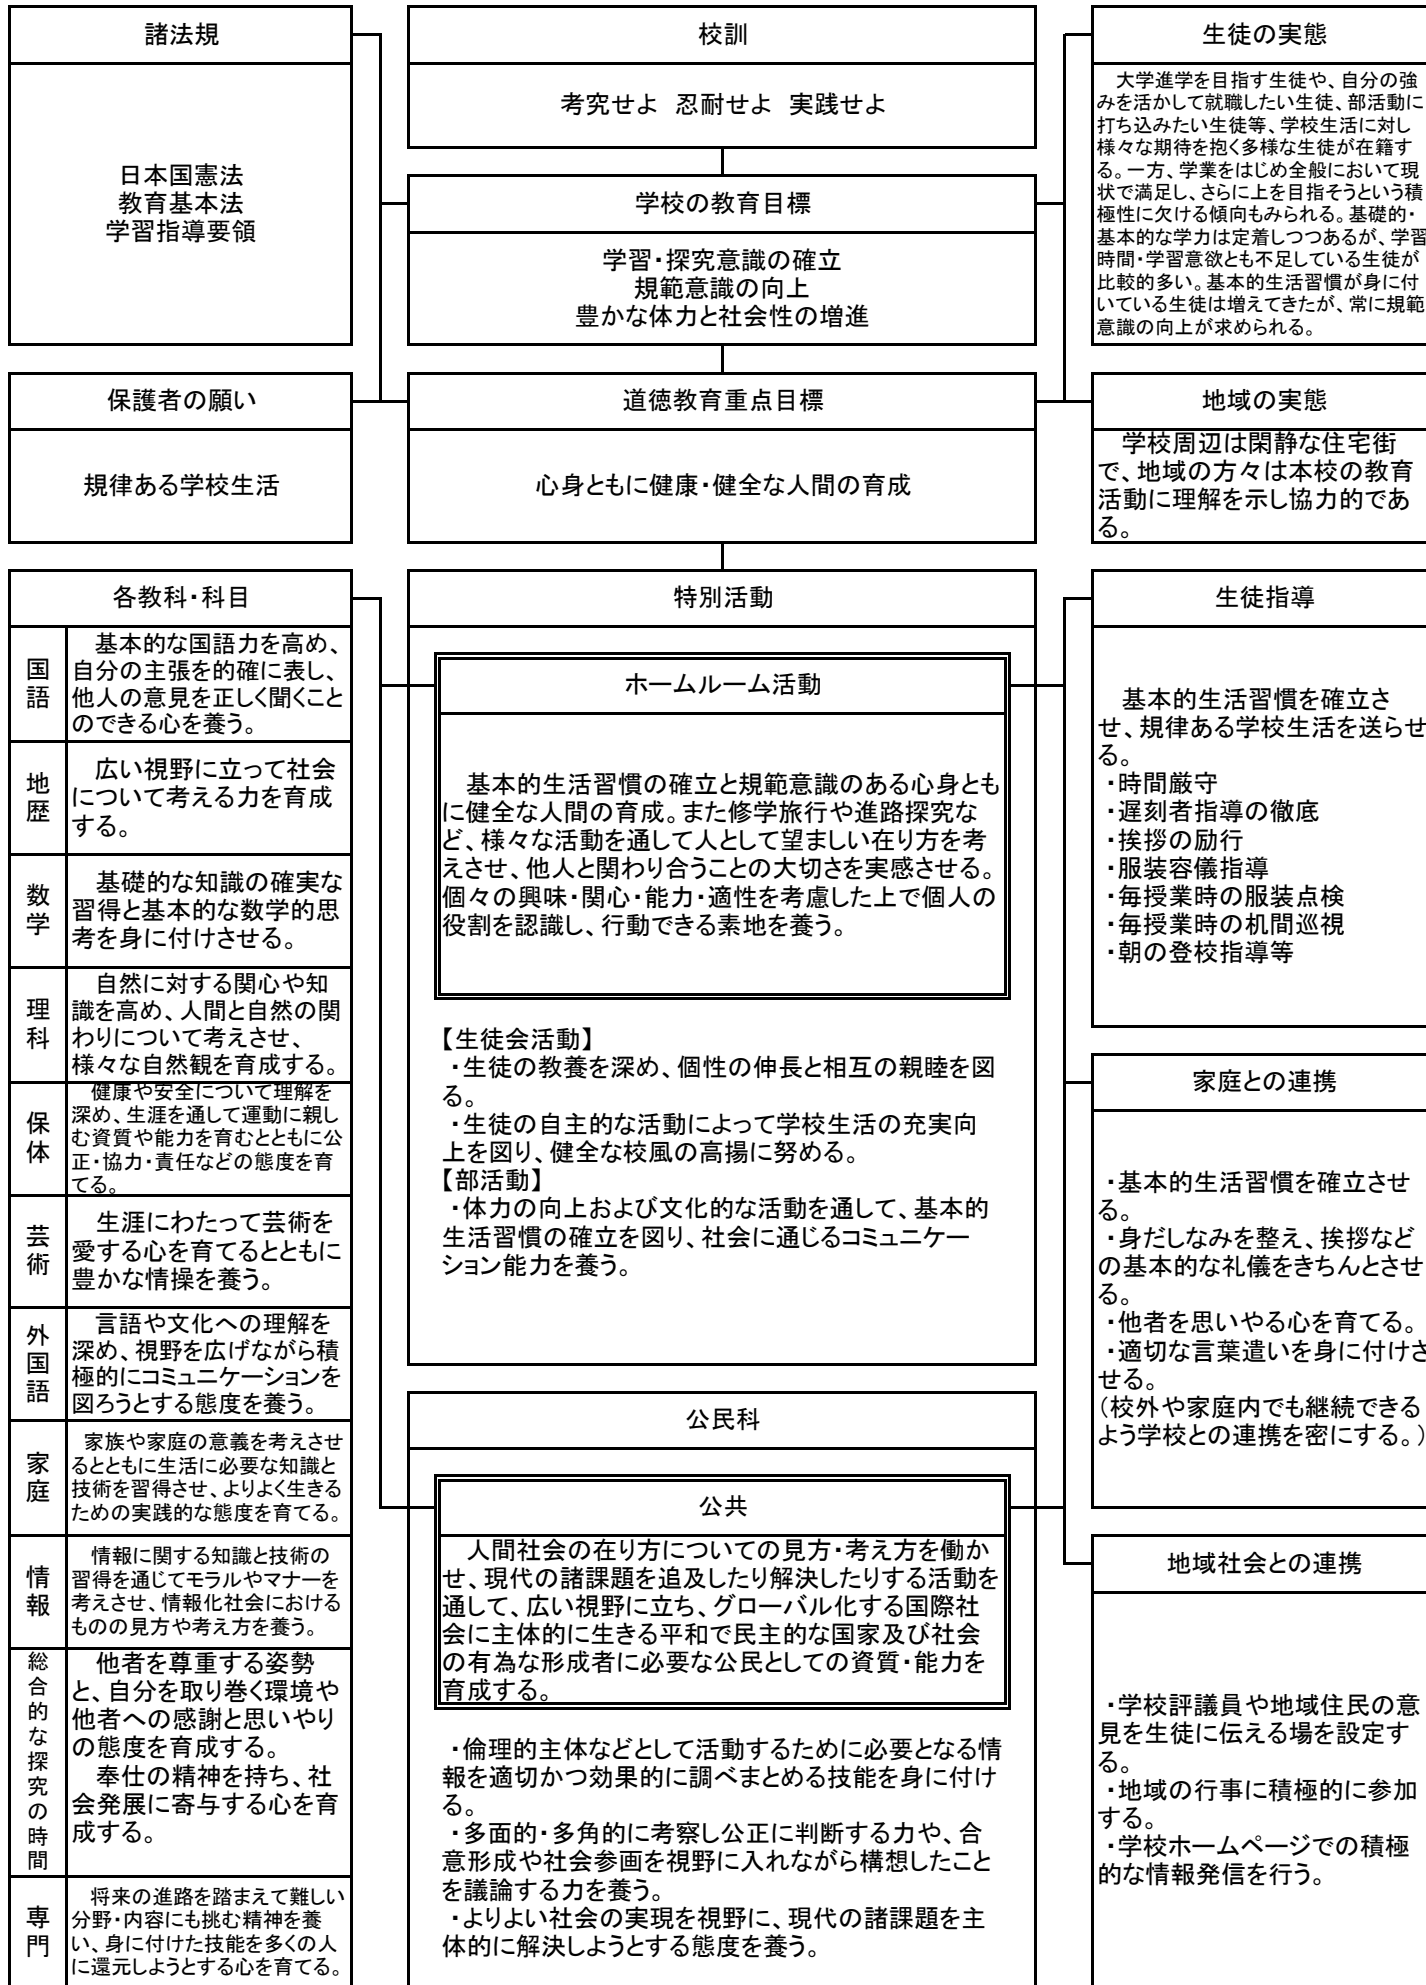 諸法規
日本国憲法
教育基本法
学習指導要領
校訓
考究せよ　忍耐せよ　実践せよ
学校の教育目標
学習・探究意識の確立
規範意識の向上
豊かな体力と社会性の増進
生徒の実態
大学進学を目指す生徒や、自分の強
みを活かして就職したい生徒、部活動に
打ち込みたい生徒等、学校生活に対し
様々な期待を抱く多様な生徒が在籍す
る。一方、学業をはじめ全般において現
状で満足し、さらに上を目指そうという積
極性に欠ける傾向もみられる。基礎的・
基本的な学力は定着しつつあるが、学習
時間・学習意欲とも不足している生徒が
比較的多い。基本的生活習慣が身に付
いている生徒は増えてきたが、常に規範
意識の向上が求められる。
保護者の願い
規律ある学校生活
道徳教育重点目標
心身ともに健康・健全な人間の育成
地域の実態
学校周辺は閑静な住宅街
で、地域の方々は本校の教育
活動に理解を示し協力的であ
る。
各教科・科目
国語
基本的な国語力を高め、
自分の主張を的確に表し、
他人の意見を正しく聞くこと
のできる心を養う。
地歴
広い視野に立って社会
について考える力を育成
する。
数学
基礎的な知識の確実な
習得と基本的な数学的思
考を身に付けさせる。
理科
自然に対する関心や知
識を高め、人間と自然の関
わりについて考えさせ、
様々な自然観を育成する。
保体
健康や安全について理解を
深め、生涯を通して運動に親し
む資質や能力を育むとともに公
正・協力・責任などの態度を育
てる。
芸術
生涯にわたって芸術を
愛する心を育てるとともに
豊かな情操を養う。
外国語
言語や文化への理解を
深め、視野を広げながら積
極的にコミュニケーションを
図ろうとする態度を養う。
家庭
家族や家庭の意義を考えさせ
るとともに生活に必要な知識と
技術を習得させ、よりよく生きる
ための実践的な態度を育てる。
情報
情報に関する知識と技術の
習得を通じてモラルやマナーを
考えさせ、情報化社会における
ものの見方や考え方を養う。
総合的な探究の時間
他者を尊重する姿勢
と、自分を取り巻く環境や
他者への感謝と思いやり
の態度を育成する。
奉仕の精神を持ち、社
会発展に寄与する心を育
成する。
専門
将来の進路を踏まえて難しい
分野・内容にも挑む精神を養
い、身に付けた技能を多くの人
に還元しようとする心を育てる。
特別活動
ホームルーム活動
基本的生活習慣の確立と規範意識のある心身とも
に健全な人間の育成。また修学旅行や進路探究な
ど、様々な活動を通して人として望ましい在り方を考
えさせ、他人と関わり合うことの大切さを実感させる。
個々の興味・関心・能力・適性を考慮した上で個人の
役割を認識し、行動できる素地を養う。
【生徒会活動】
・生徒の教養を深め、個性の伸長と相互の親睦を図
る。
・生徒の自主的な活動によって学校生活の充実向
上を図り、健全な校風の高揚に努める。
【部活動】
・体力の向上および文化的な活動を通して、基本的
生活習慣の確立を図り、社会に通じるコミュニケー
ション能力を養う。
公民科
公共
人間社会の在り方についての見方・考え方を働か
せ、現代の諸課題を追及したり解決したりする活動を
通して、広い視野に立ち、グローバル化する国際社
会に主体的に生きる平和で民主的な国家及び社会
の有為な形成者に必要な公民としての資質・能力を
育成する。
・倫理的主体などとして活動するために必要となる情
報を適切かつ効果的に調べまとめる技能を身に付け
る。
・多面的・多角的に考察し公正に判断する力や、合
意形成や社会参画を視野に入れながら構想したこと
を議論する力を養う。
・よりよい社会の実現を視野に、現代の諸課題を主
体的に解決しようとする態度を養う。
生徒指導
基本的生活習慣を確立さ
せ、規律ある学校生活を送らせ
る。
・時間厳守
・遅刻者指導の徹底
・挨拶の励行
・服装容儀指導
・毎授業時の服装点検
・毎授業時の机間巡視
・朝の登校指導等
家庭との連携
・基本的生活習慣を確立させ
る。
・身だしなみを整え、挨拶など
の基本的な礼儀をきちんとさせ
る。
・他者を思いやる心を育てる。
・適切な言葉遣いを身に付けさ
せる。
（校外や家庭内でも継続できる
よう学校との連携を密にする。）
地域社会との連携
・学校評議員や地域住民の意
見を生徒に伝える場を設定す
る。
・地域の行事に積極的に参加
する。
・学校ホームページでの積極
的な情報発信を行う。